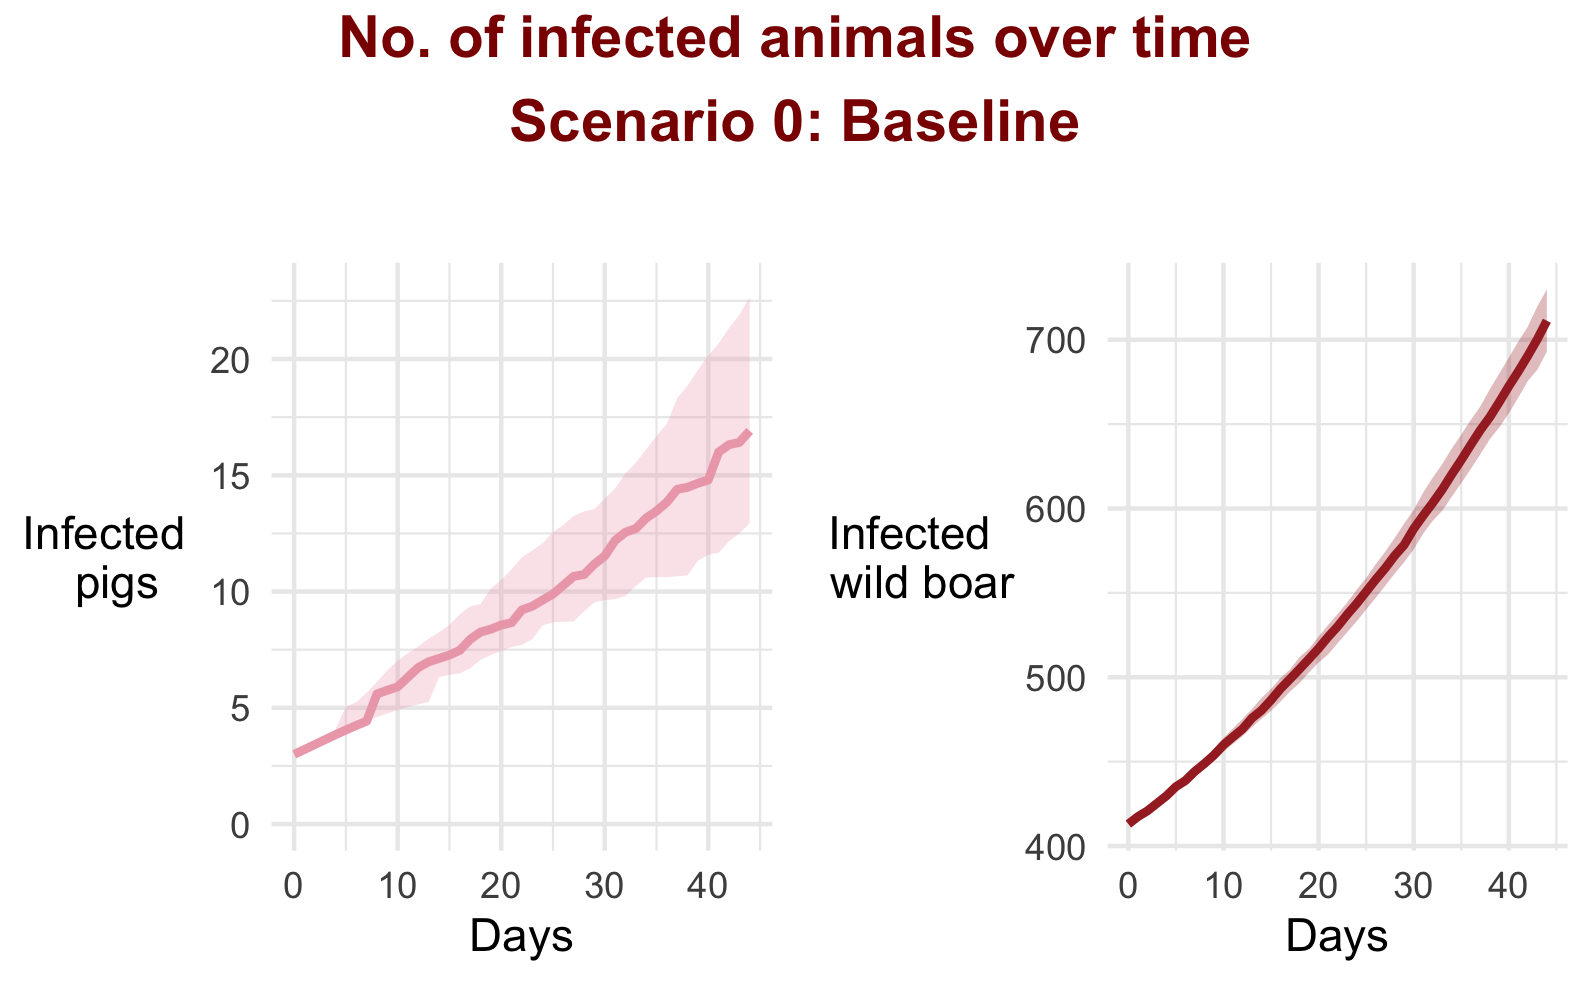 No. of infected animals over time
Scenario 0: Baseline
Infected
pigs
20
15
10
5
0
0 10 20 30 40
Days
Infected
wild boar
700
600
500
400
0 10 20 30 40
Days